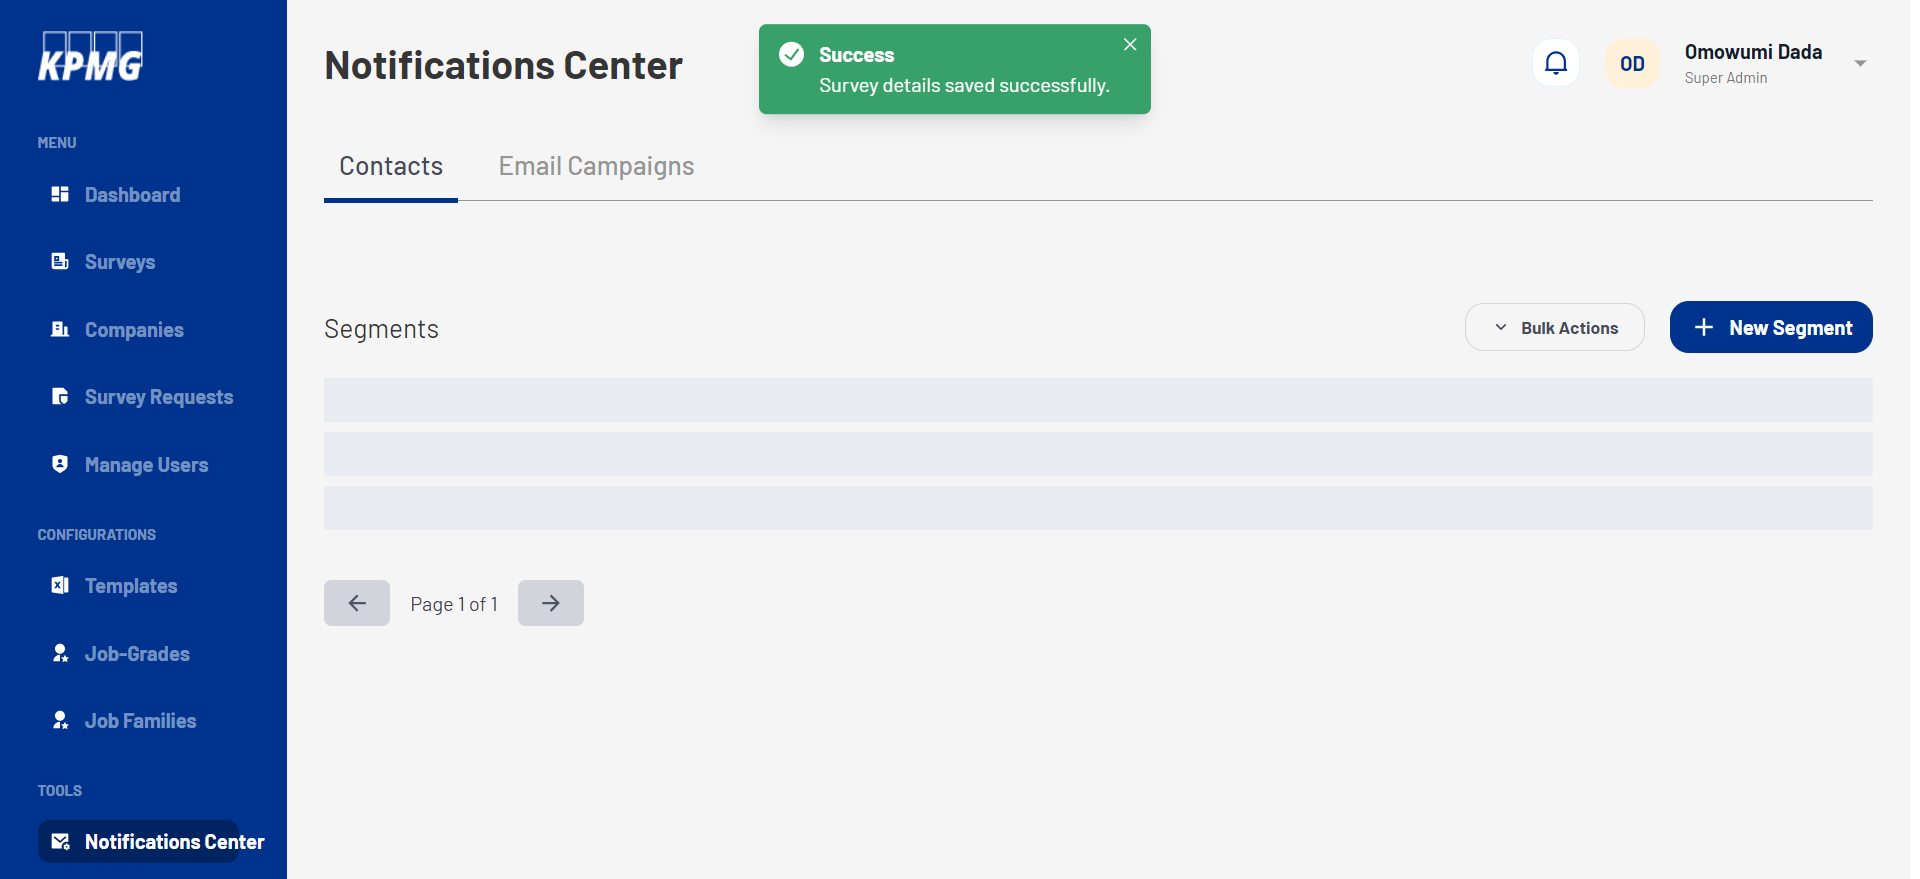 KPMG
MENU
Dashboard
Surveys
Companies
Survey Requests
Manage Users
CONFIGURATIONS
Templates
Job-Grades
Job Families
TOOLS
Notifications Center
Notifications Center
Success
Survey details saved successfully.
OD
Omowumi Dada
Super Admin
Contacts
Email Campaigns
Segments
Bulk Actions
New Segment
Page 1 of 1